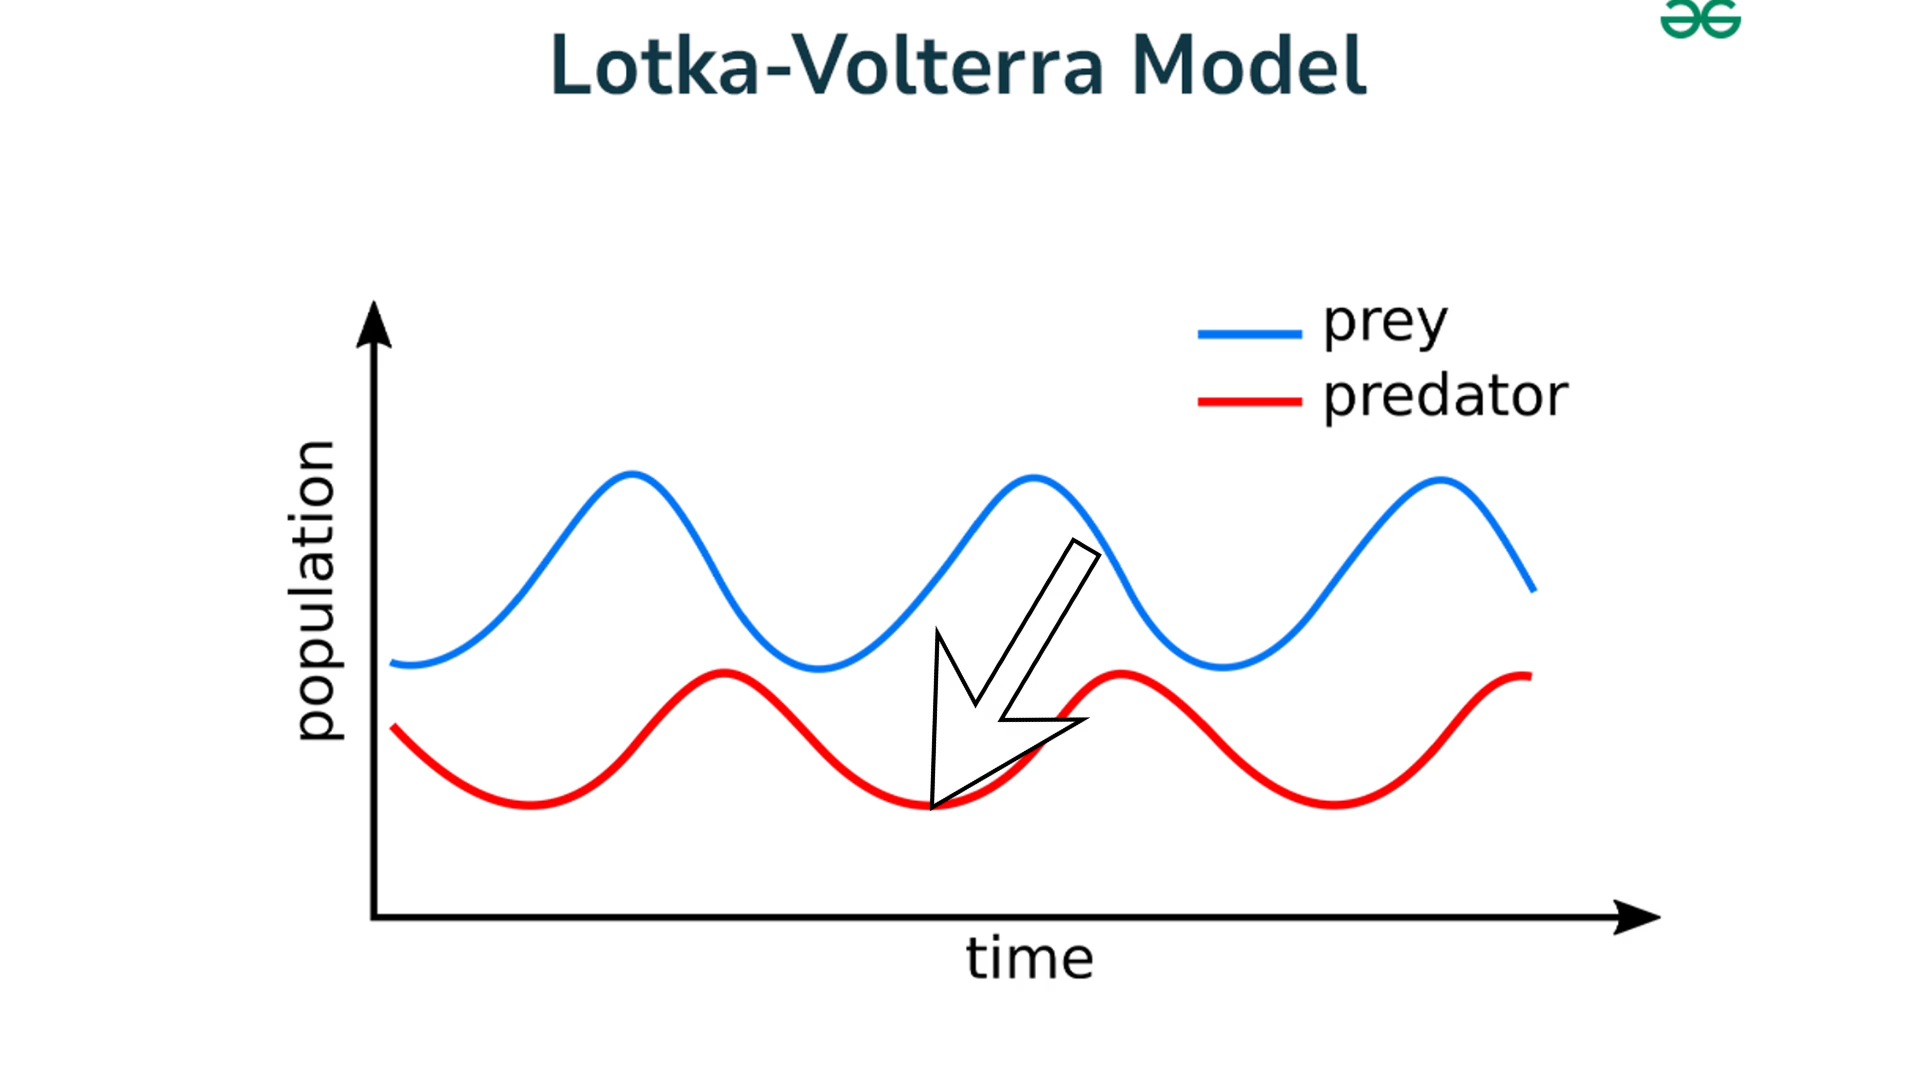 Lotka-Volterra Model
prey
predator
population
time